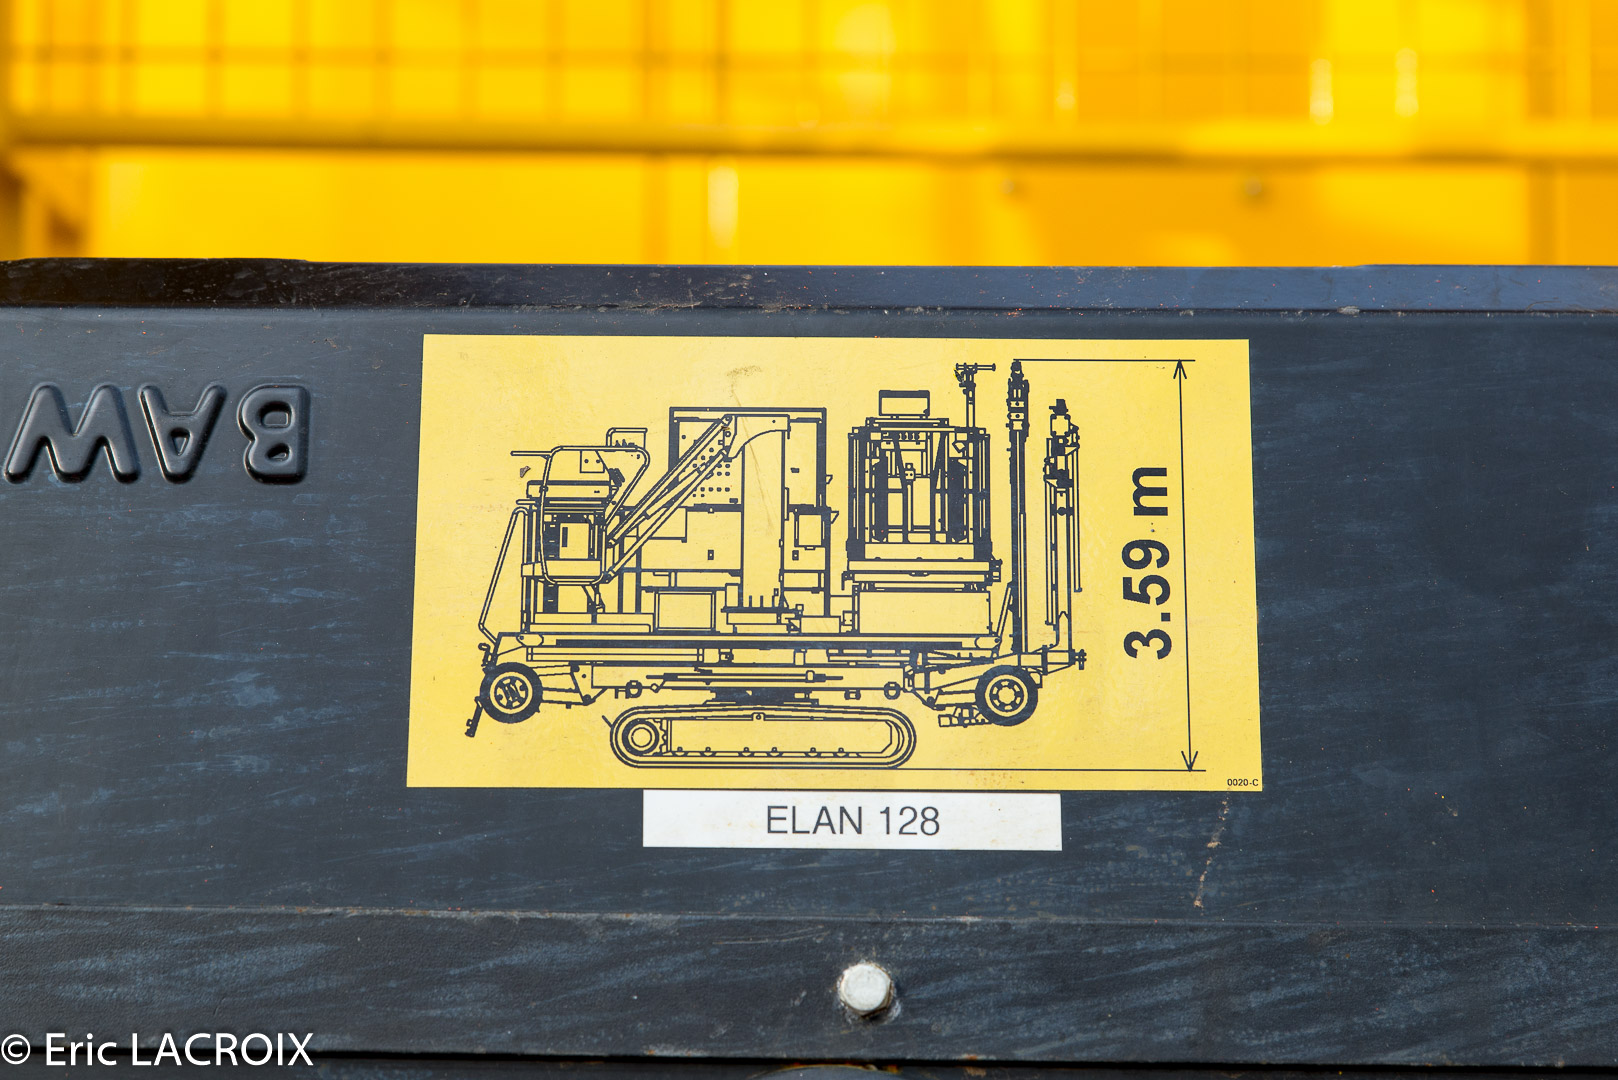 BAW
3.59 m
0020-C
ELAN 128
© Eric LACROIX